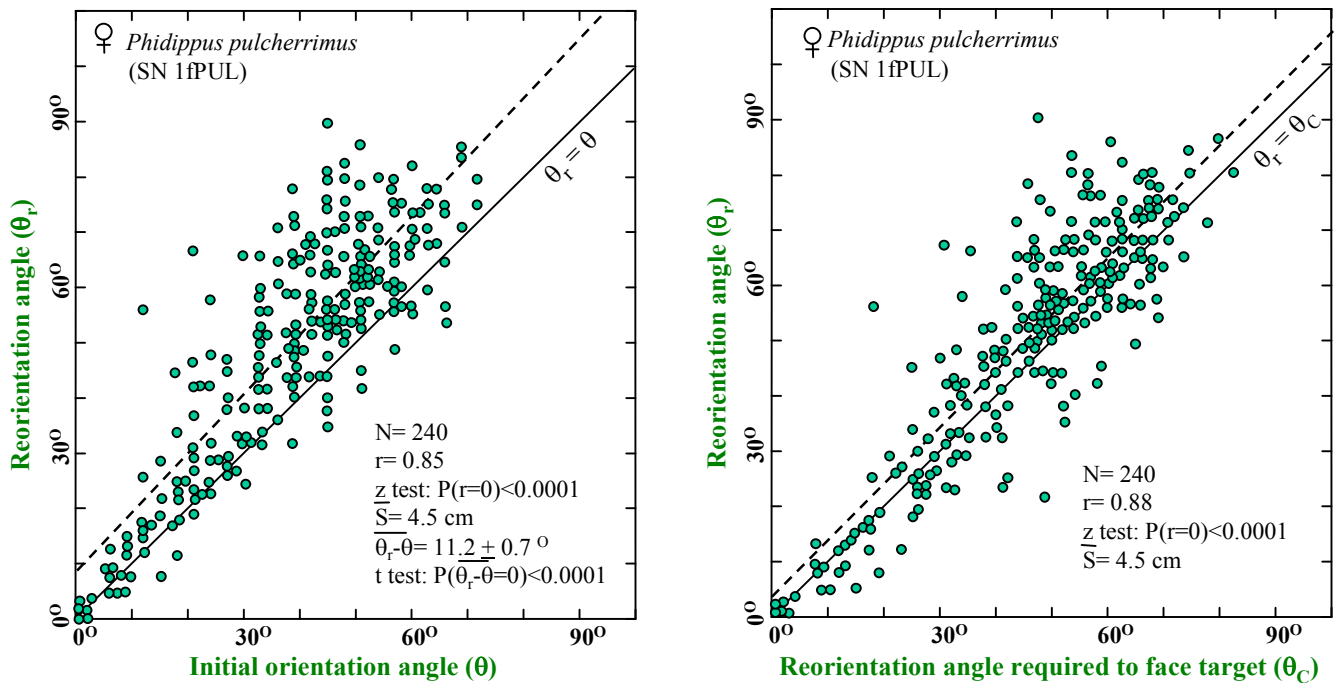 ♀ Phidippus pulcherrimus
(SN 1fPUL)
90°
60°
30°
0°
Reorientation angle (θr)
θr = θ
N= 240
r= 0.85
z test: P(r=0)<0.0001
S̅= 4.5 cm
θr-θ= 11.2 ± 0.7 °
t test: P(θr-θ=0)<0.0001
0° 30° 60° 90°
Initial orientation angle (θ)
♀ Phidippus pulcherrimus
(SN 1fPUL)
90°
60°
30°
0°
Reorientation angle (θr)
θr = θC
N= 240
r= 0.88
z test: P(r=0)<0.0001
S̅= 4.5 cm
0° 30° 60° 90°
Reorientation angle required to face target (θC)